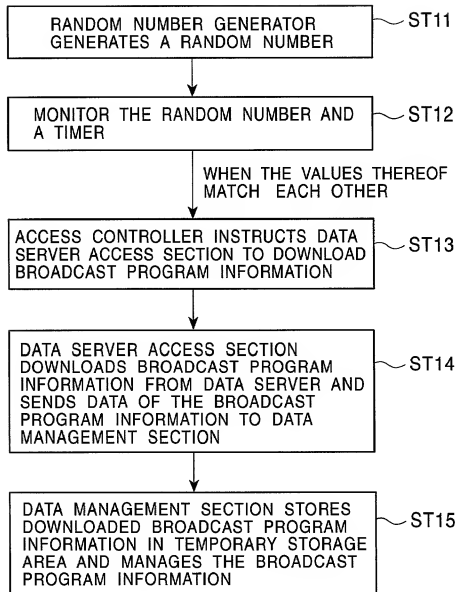 RANDOM NUMBER GENERATOR
GENERATES A RANDOM NUMBER
ST11
MONITOR THE RANDOM NUMBER AND
A TIMER
ST12
WHEN THE VALUES THEREOF
MATCH EACH OTHER
ACCESS CONTROLLER INSTRUCTS DATA
SERVER ACCESS SECTION TO DOWNLOAD
BROADCAST PROGRAM INFORMATION
ST13
DATA SERVER ACCESS SECTION
DOWNLOADS BROADCAST PROGRAM
INFORMATION FROM DATA SERVER AND
SENDS DATA OF THE BROADCAST
PROGRAM INFORMATION TO DATA
MANAGEMENT SECTION
ST14
DATA MANAGEMENT SECTION STORES
DOWNLOADED BROADCAST PROGRAM
INFORMATION IN TEMPORARY STORAGE
AREA AND MANAGES THE BROADCAST
PROGRAM INFORMATION
ST15